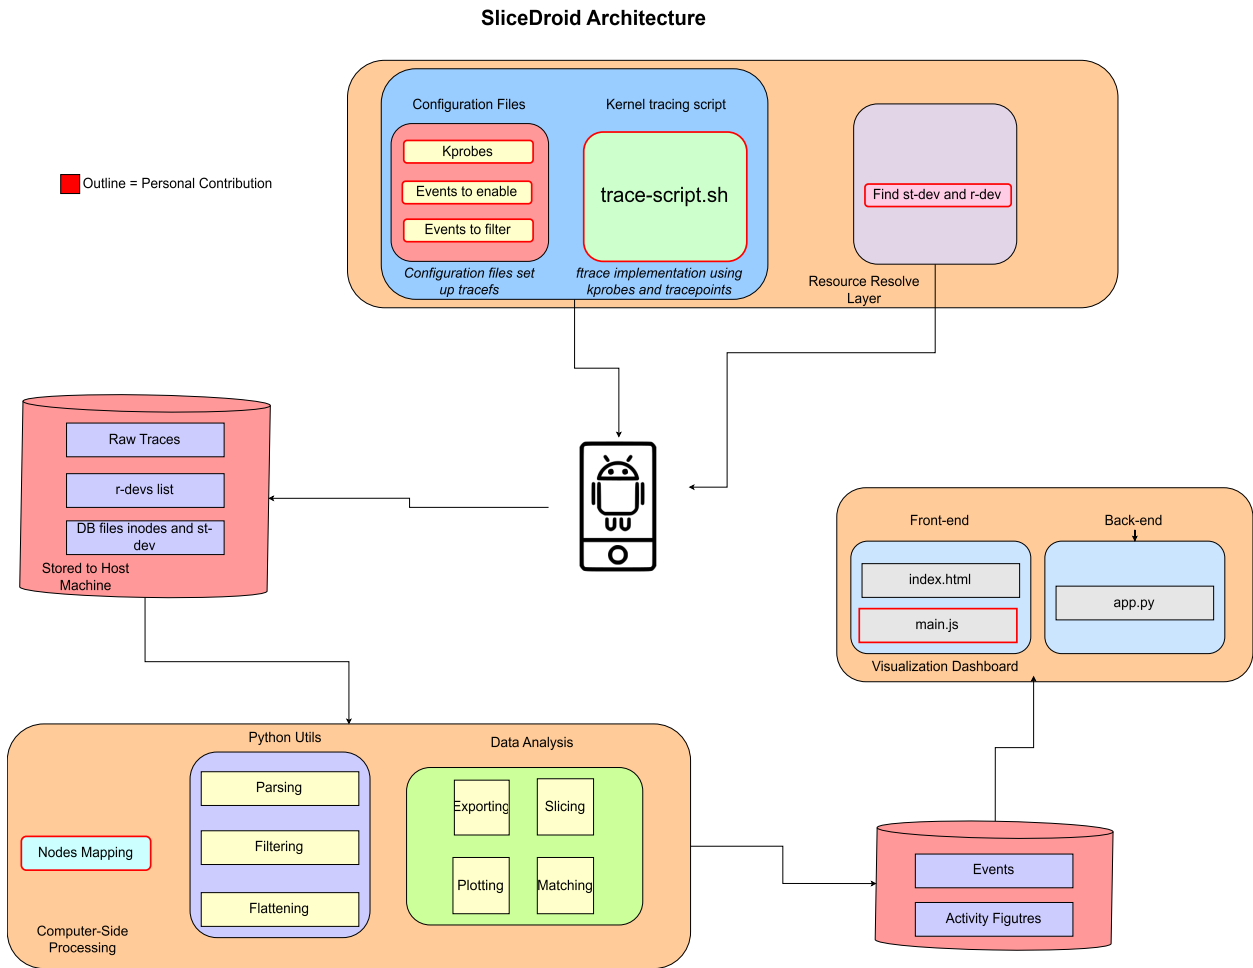 SliceDroid Architecture
Configuration Files
Kernel tracing script
Kprobes
Events to enable
Events to filter
trace-script.sh
Configuration files set
up tracefs
ftrace implementation using
kprobes and tracepoints
Find st-dev and r-dev
Resource Resolve
Layer
Outline = Personal Contribution
Raw Traces
r-devs list
DB files inodes and st-
dev
Stored to Host
Machine
Front-end
Back-end
index.html
main.js
app.py
Visualization Dashboard
Python Utils
Data Analysis
Parsing
Filtering
Flattening
Exporting
Slicing
Plotting
Matching
Nodes Mapping
Computer-Side
Processing
Events
Activity Figutres